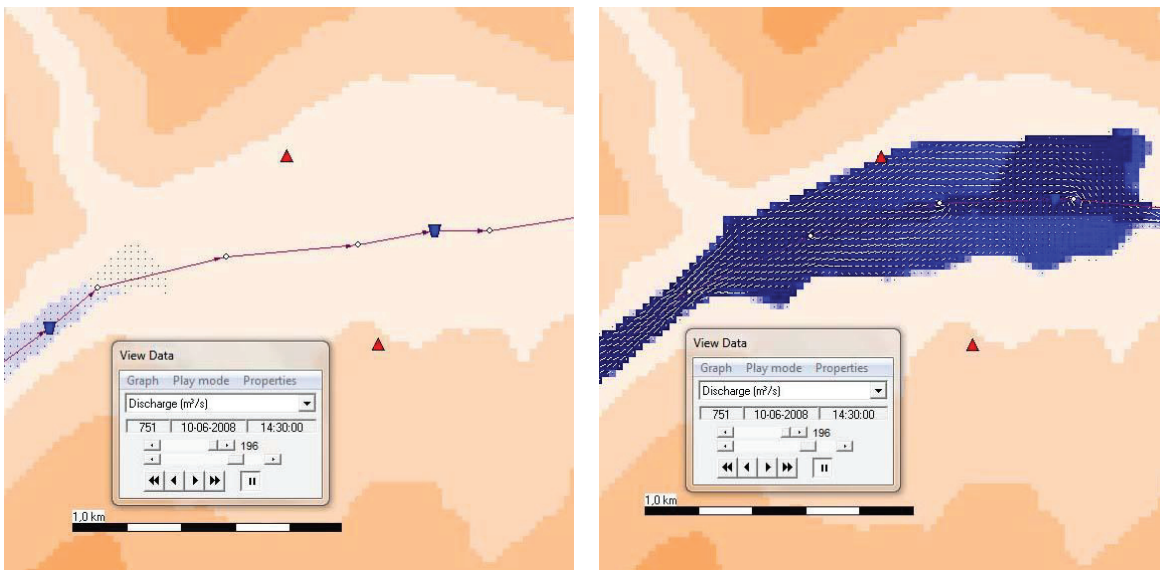 View Data
Graph Play mode Properties
Discharge (m³/s)
751 10-06-2008 14:30:00
196
1,0 km
View Data
Graph Play mode Properties
Discharge (m³/s)
751 10-06-2008 14:30:00
196
1,0 km